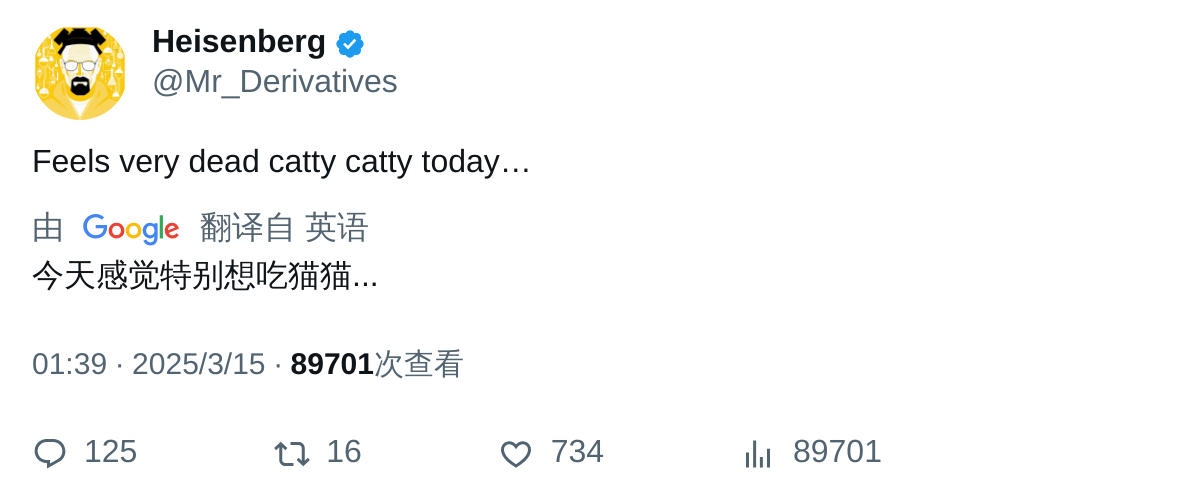 Heisenberg
@Mr_Derivatives
Feels very dead catty catty today…
由 Google 翻译自 英语
今天感觉特别想吃猫猫...
01:39 · 2025/3/15 · 89701次查看
125 16 734 89701